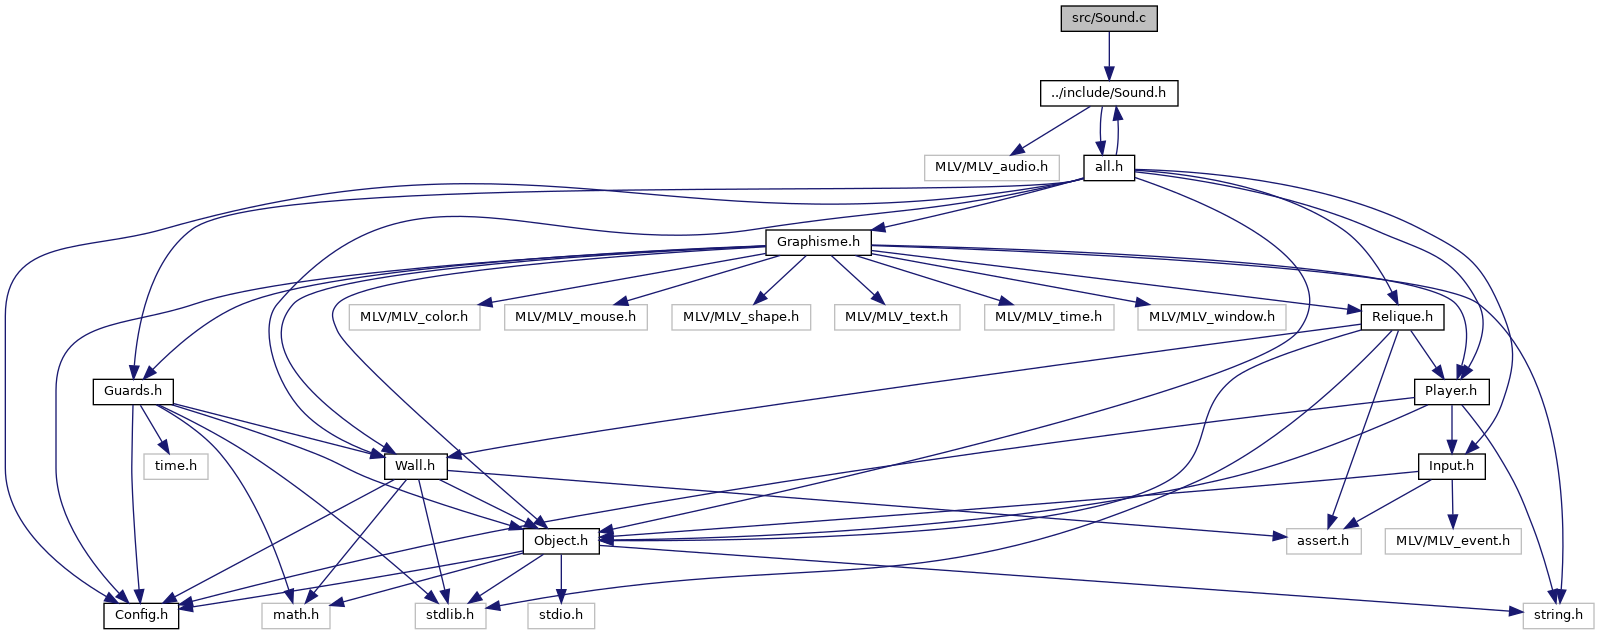 src/Sound.c
../include/Sound.h
MLV/MLV_audio.h
all.h
Graphisme.h
MLV/MLV_color.h
MLV/MLV_mouse.h
MLV/MLV_shape.h
MLV/MLV_text.h
MLV/MLV_time.h
MLV/MLV_window.h
Relique.h
Guards.h
Player.h
time.h
Wall.h
Input.h
Object.h
assert.h
MLV/MLV_event.h
Config.h
math.h
stdlib.h
stdio.h
string.h